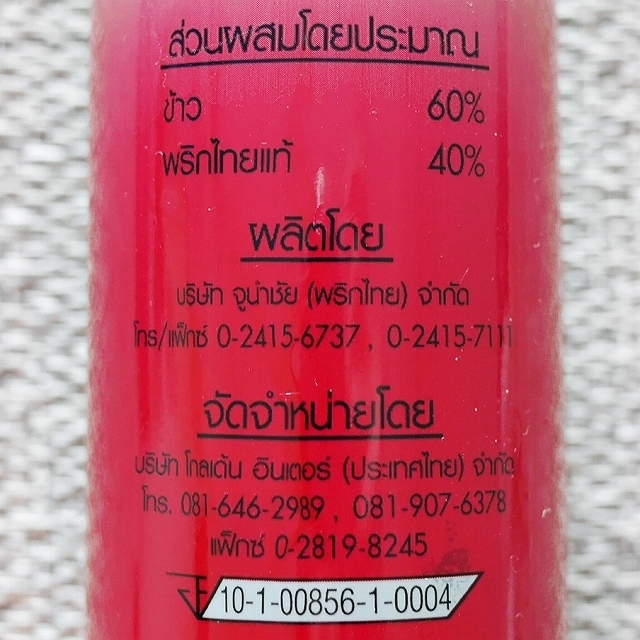 ส่วนผสมโดยประมาณ
ข้าว 60%
พริกไทยแท้ 40%
ผลิตโดย
บริษัท จูนำชัย (พริกไทย) จำกัด
โทร/แฟ็กซ์ 0-2415-6737 , 0-2415-7111
จัดจำหน่ายโดย
บริษัท โกลเด้น อินเตอร์ (ประเทศไทย) จำกัด
โทร. 081-646-2989 , 081-907-6378
แฟ็กซ์ 0-2819-8245
10-1-00856-1-0004